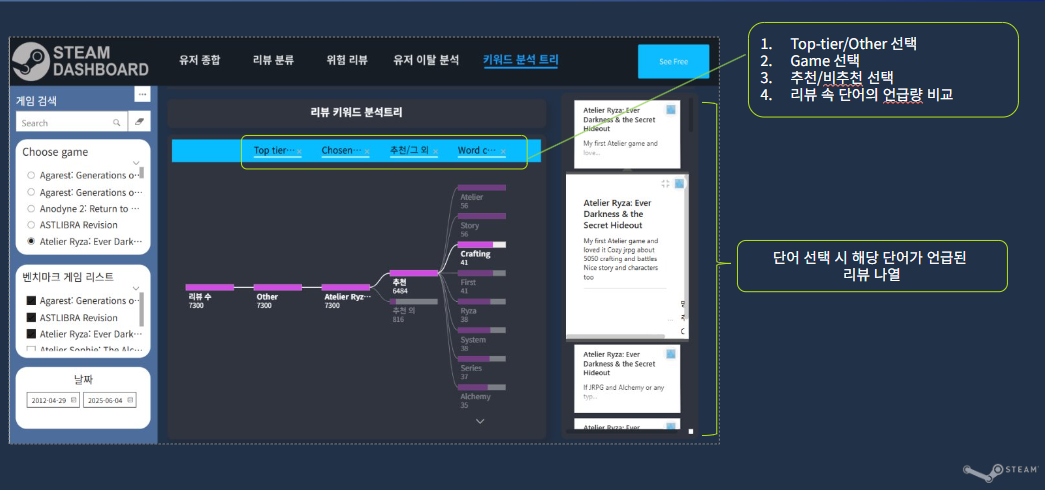 STEAM
DASHBOARD
유저 종합
리뷰 분류
위험 리뷰
유저 이탈 분석
키워드 분석 트리
See Free
1. Top-tier/Other 선택
2. Game 선택
3. 추천/비추천 선택
4. 리뷰 속 단어의 언급량 비교
게임 검색
Search
Choose game
Agarest: Generations o…
Agarest: Generations o…
Anodyne 2: Return to …
ASTLIBRA Revision
Atelier Ryza: Ever Dark…
벤치마크 게임 리스트
Agarest: Generations o…
ASTLIBRA Revision
Atelier Ryza: Ever Dark…
Atelier Sophie: The Alc…
날짜
2012-04-29
2025-06-04
리뷰 키워드 분석트리
Top tier…
Chosen…
추천/그 외
Word c…
리뷰 수
7300
Other
7300
Atelier Ryz…
7300
추천
6484
추천 외
816
Atelier
56
Story
56
Crafting
41
First
41
Ryza
38
System
38
Series
37
Alchemy
35
Atelier Ryza: Ever
Darkness & the Secret
Hideout
My first Atelier game and
love…
Atelier Ryza: Ever
Darkness & the
Secret Hideout
My first Atelier game and
loved it Cozy jrpg about
5050 crafting and battles
Nice story and characters
too
Atelier Ryza: Ever
Darkness & the Secret
Hideout
If JRPG and Alchemy or any
typ…
Atelier Ryza: Ever
Darkness & the Secret
단어 선택 시 해당 단어가 언급된
리뷰 나열
STEAM